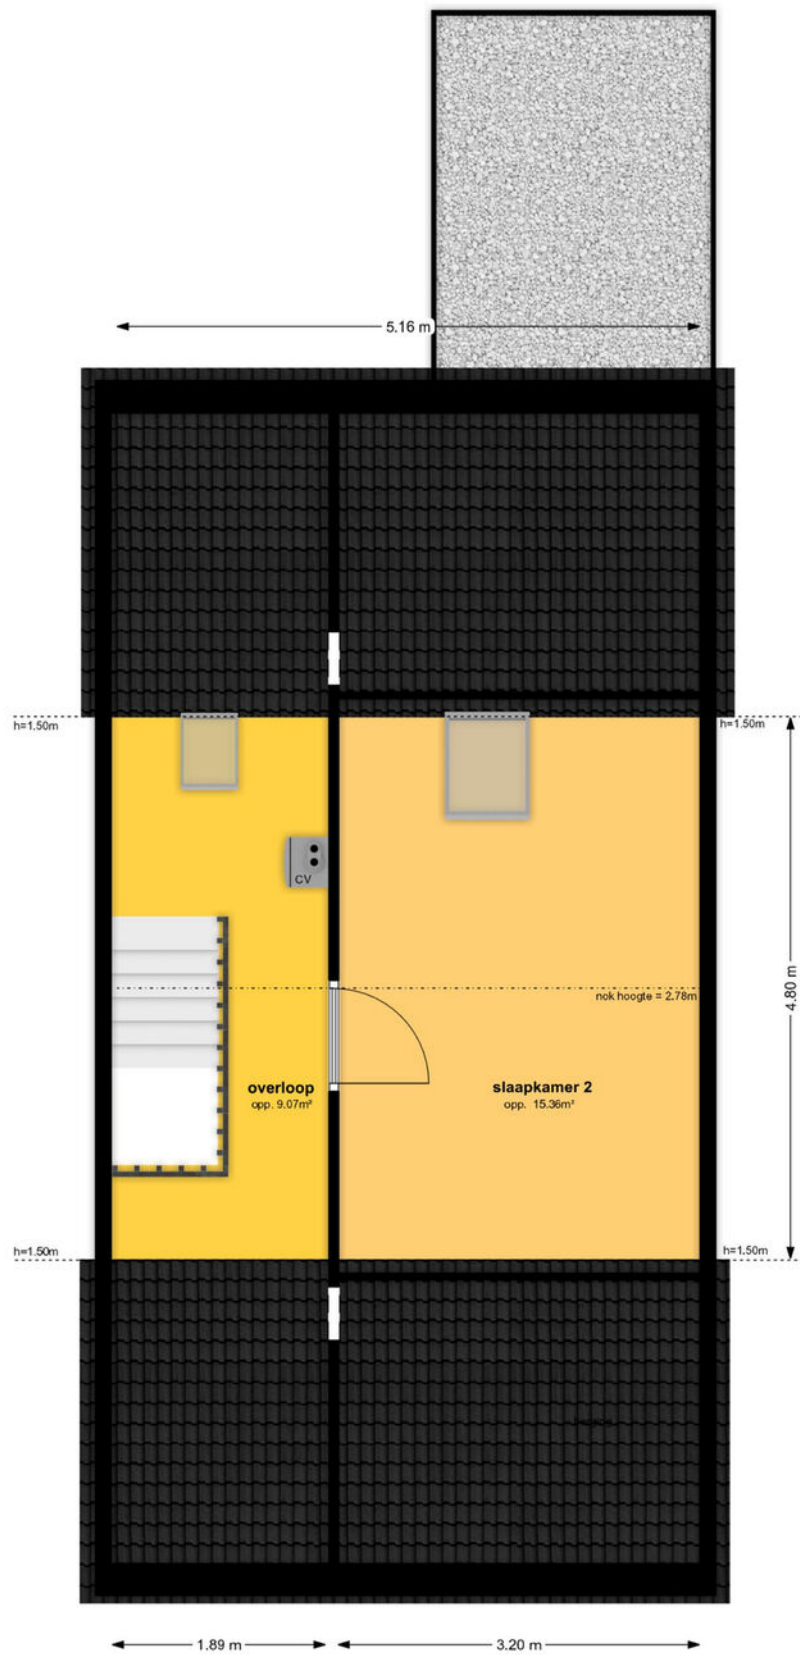 5.16 m
h=1.50m
h=1.50m
CV
nok hoogte = 2.78m
4.80 m
overloop
opp. 9.07m²
slaapkamer 2
opp. 15.36m²
h=1.50m
h=1.50m
1.89 m
3.20 m